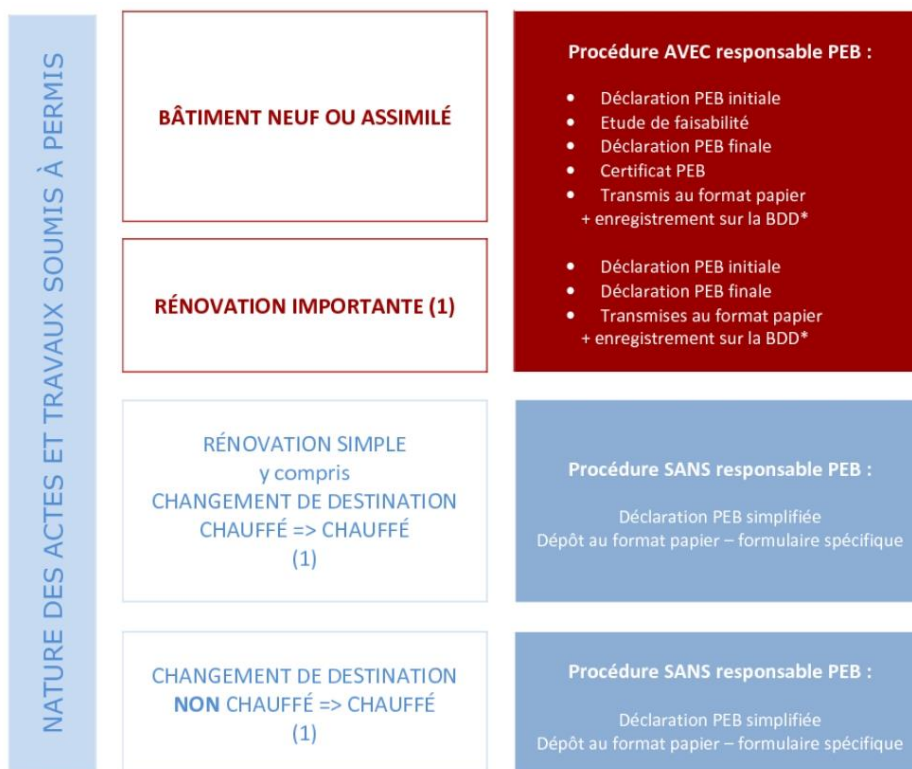 NATURE DES ACTES ET TRAVAUX SOUMIS À PERMIS
BÂTIMENT NEUF OU ASSIMILÉ
Procédure AVEC responsable PEB :
• Déclaration PEB initiale
• Etude de faisabilité
• Déclaration PEB finale
• Certificat PEB
• Transmis au format papier
+ enregistrement sur la BDD*
RÉNOVATION IMPORTANTE (1)
• Déclaration PEB initiale
• Déclaration PEB finale
• Transmises au format papier
+ enregistrement sur la BDD*
RÉNOVATION SIMPLE
y compris
CHANGEMENT DE DESTINATION
CHAUFFÉ => CHAUFFÉ
(1)
Procédure SANS responsable PEB :
Déclaration PEB simplifiée
Dépôt au format papier – formulaire spécifique
CHANGEMENT DE DESTINATION
NON CHAUFFÉ => CHAUFFÉ
(1)
Procédure SANS responsable PEB :
Déclaration PEB simplifiée
Dépôt au format papier – formulaire spécifique